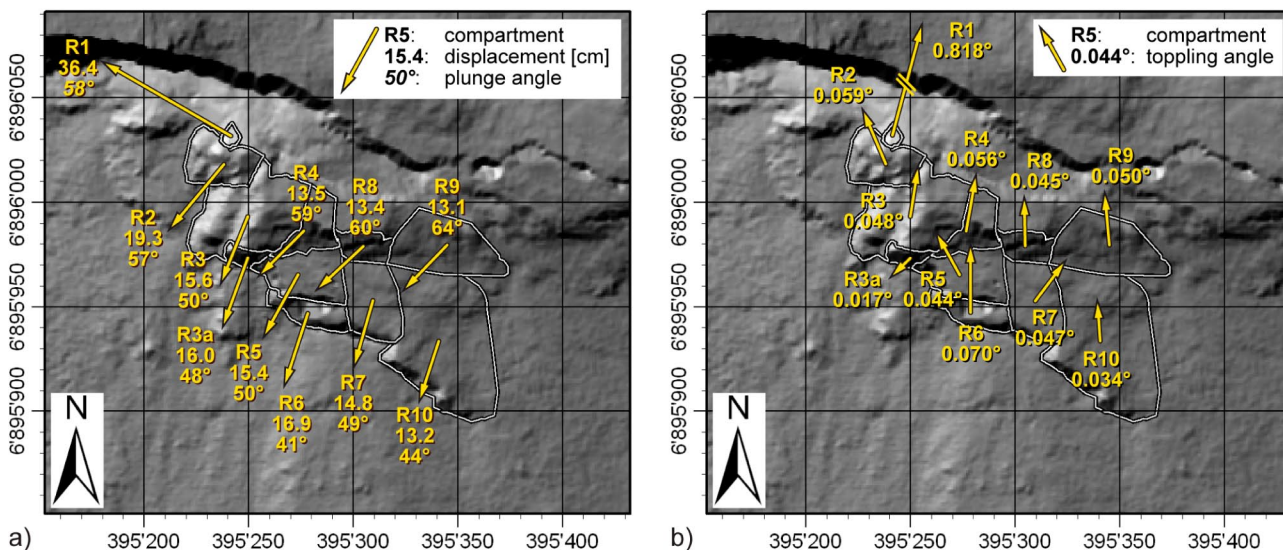 R5: compartment
15.4: displacement [cm]
50°: plunge angle
R1
36.4
58°
R2
19.3
57°
R3
15.6
50°
R3a
16.0
48°
R4
13.5
59°
R5
15.4
50°
R6
16.9
41°
R7
14.8
49°
R8
13.4
60°
R9
13.1
64°
R10
13.2
44°
N
6'896'050
6'896'000
6'895'950
6'895'900
395'200 395'250 395'300 395'350 395'400
a)
R5: compartment
0.044°: toppling angle
R1
0.818°
R2
0.059°
R3
0.048°
R3a
0.017°
R4
0.056°
R5
0.044°
R6
0.070°
R7
0.047°
R8
0.045°
R9
0.050°
R10
0.034°
N
6'896'050
6'896'000
6'895'950
6'895'900
395'200 395'250 395'300 395'350 395'400
b)